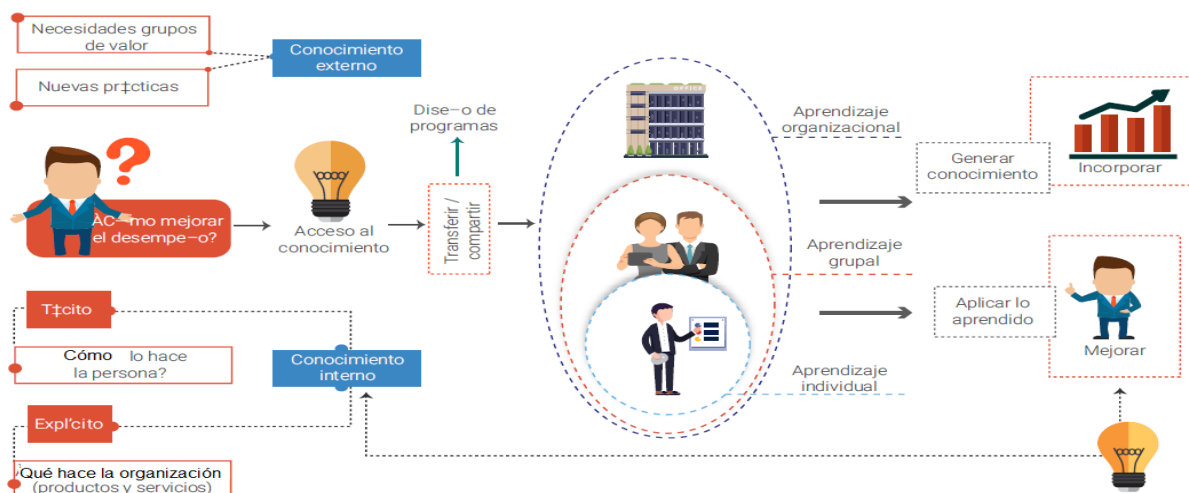 Necesidades grupos
de valor
Nuevas pr‡cticas
Conocimiento
externo
Dise–o de
programas
OFFICE
Aprendizaje
organizacional
Generar
conocimiento
Incorporar
ÀC—mo mejorar
el desempe–o?
Acceso al
conocimiento
Transferir /
compartir
Aprendizaje
grupal
T‡cito
Cómo lo hace
la persona?
Conocimiento
interno
Aplicar lo
aprendido
Mejorar
Aprendizaje
individual
Expl’cito
¿Qué hace la organización
(productos y servicios)